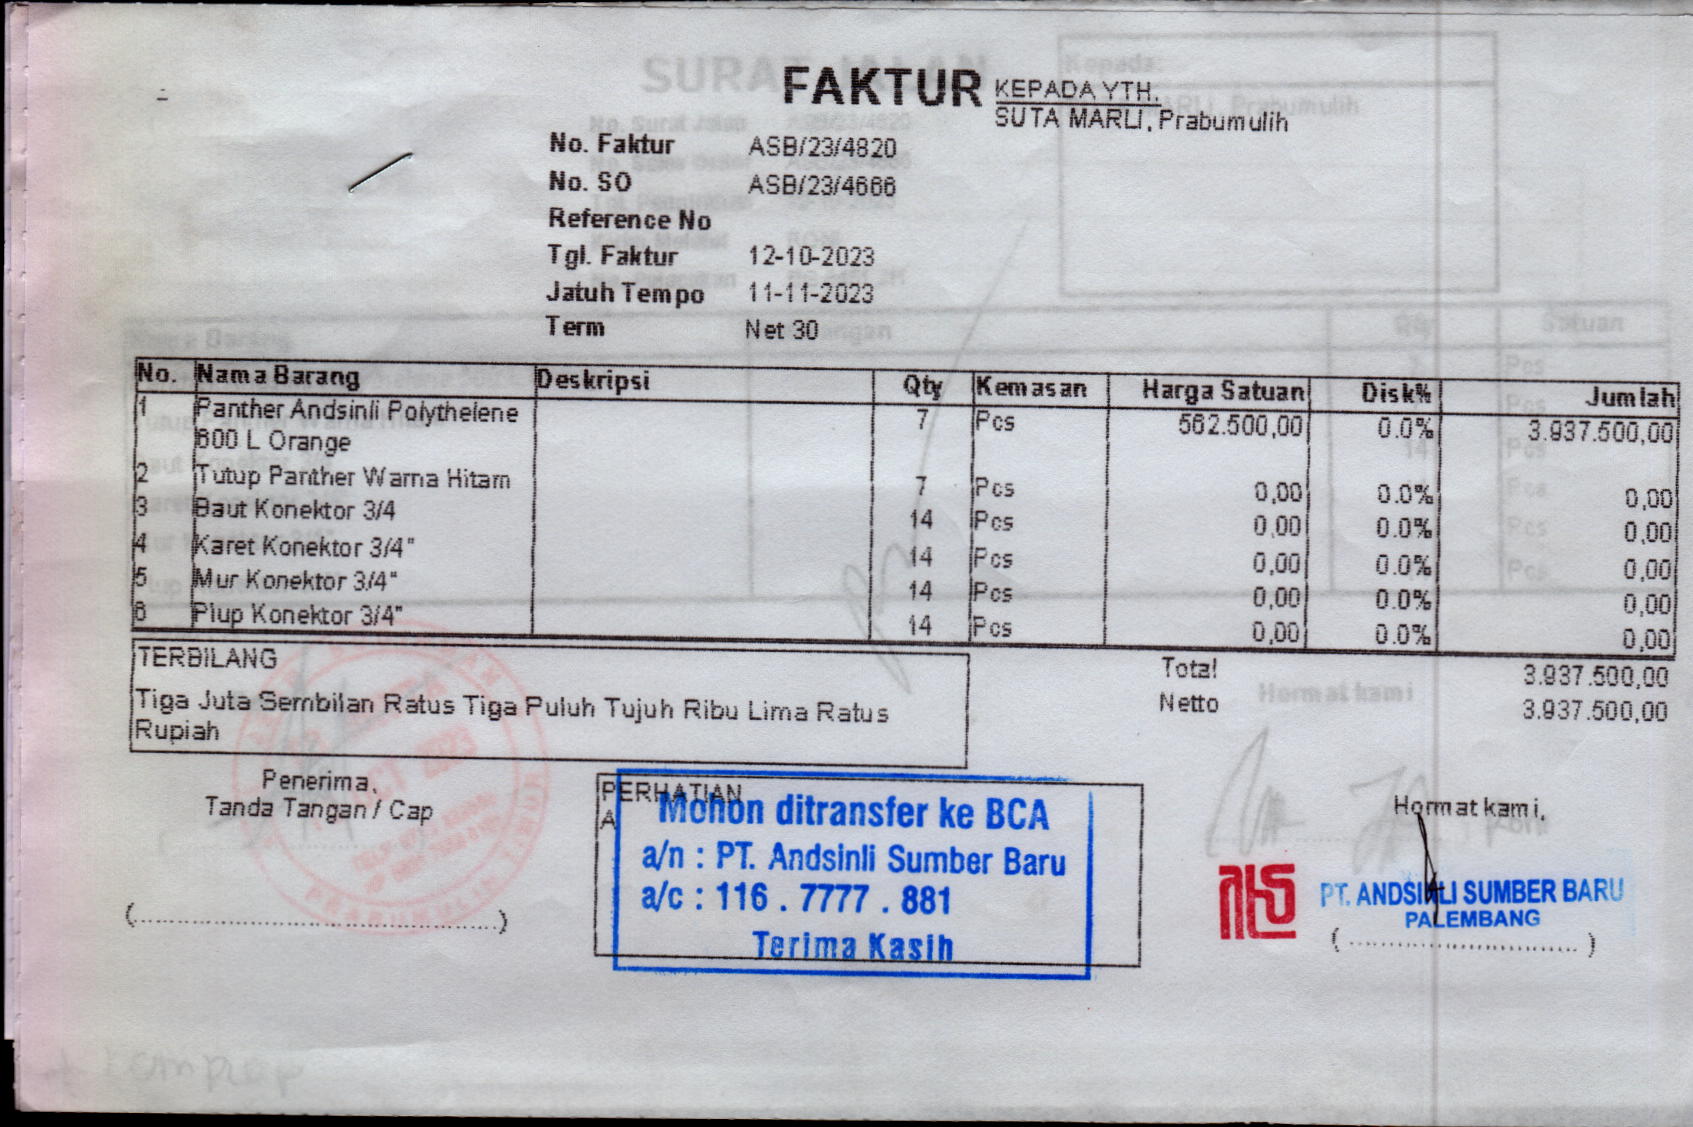 FAKTUR
KEPADA YTH.
SUTA MARLI, Prabumulih
No. Faktur ASB/23/4820
No. SO ASB/23/4666
Reference No
Tgl. Faktur 12-10-2023
Jatuh Tempo 11-11-2023
Term Net 30
No. Nama Barang Deskripsi Qty Kemasan Harga Satuan Disk% Jumlah
1 Panther Andsinli Polythelene 7 Pcs 562.500,00 0.0% 3.937.500,00
600 L Orange
2 Tutup Panther Warna Hitam 7 Pcs 0,00 0.0% 0,00
3 Baut Konektor 3/4 14 Pcs 0,00 0.0% 0,00
4 Karet Konektor 3/4" 14 Pcs 0,00 0.0% 0,00
5 Mur Konektor 3/4" 14 Pcs 0,00 0.0% 0,00
6 Plup Konektor 3/4" 14 Pcs 0,00 0.0% 0,00
TERBILANG
Tiga Juta Sembilan Ratus Tiga Puluh Tujuh Ribu Lima Ratus
Rupiah
Total 3.937.500,00
Netto 3.937.500,00
Penerima,
Tanda Tangan / Cap
PERHATIAN
A
Mohon ditransfer ke BCA
a/n : PT. Andsinli Sumber Baru
a/c : 116 . 7777 . 881
Terima Kasih
Hormat kami,
PT. ANDSINLI SUMBER BARU
PALEMBANG